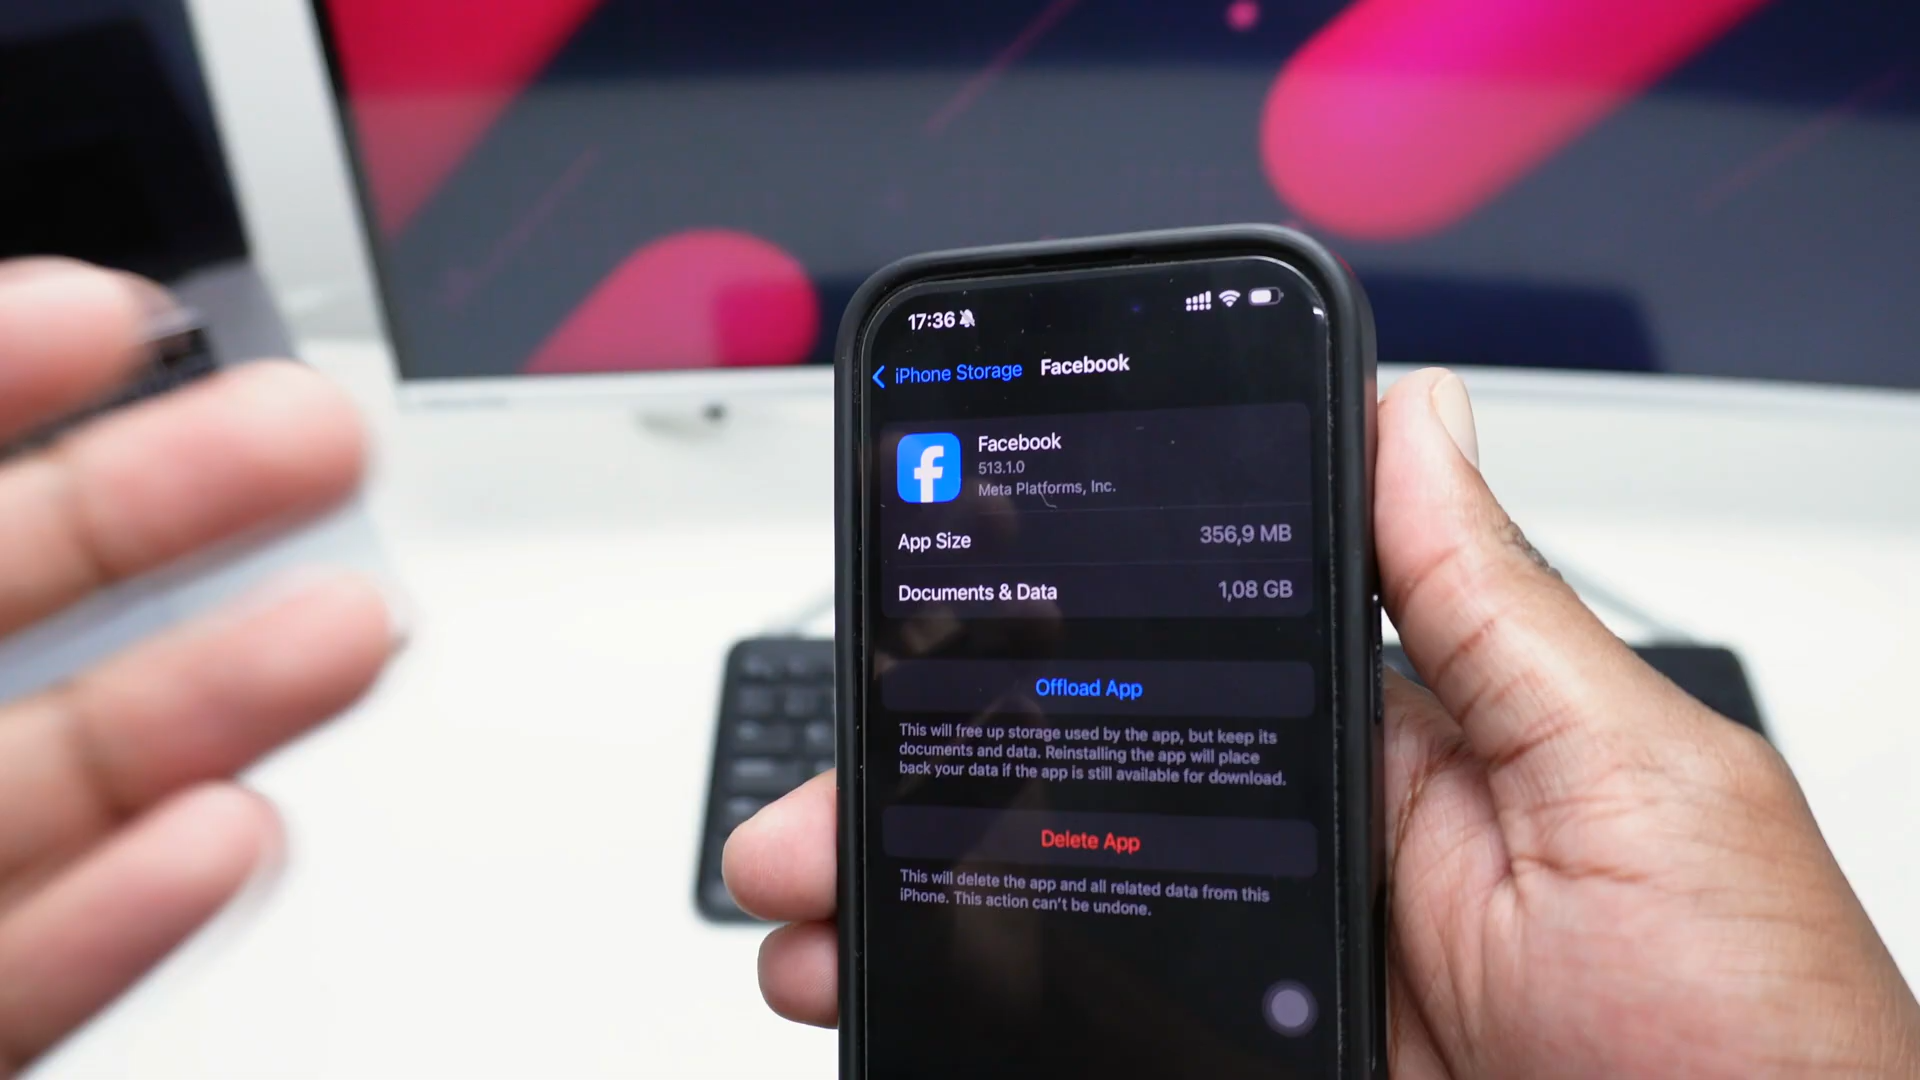 17:36
iPhone Storage Facebook
Facebook
513.1.0
Meta Platforms, Inc.
App Size 356,9 MB
Documents & Data 1,08 GB
Offload App
This will free up storage used by the app, but keep its
documents and data. Reinstalling the app will place
back your data if the app is still available for download.
Delete App
This will delete the app and all related data from this
iPhone. This action can't be undone.